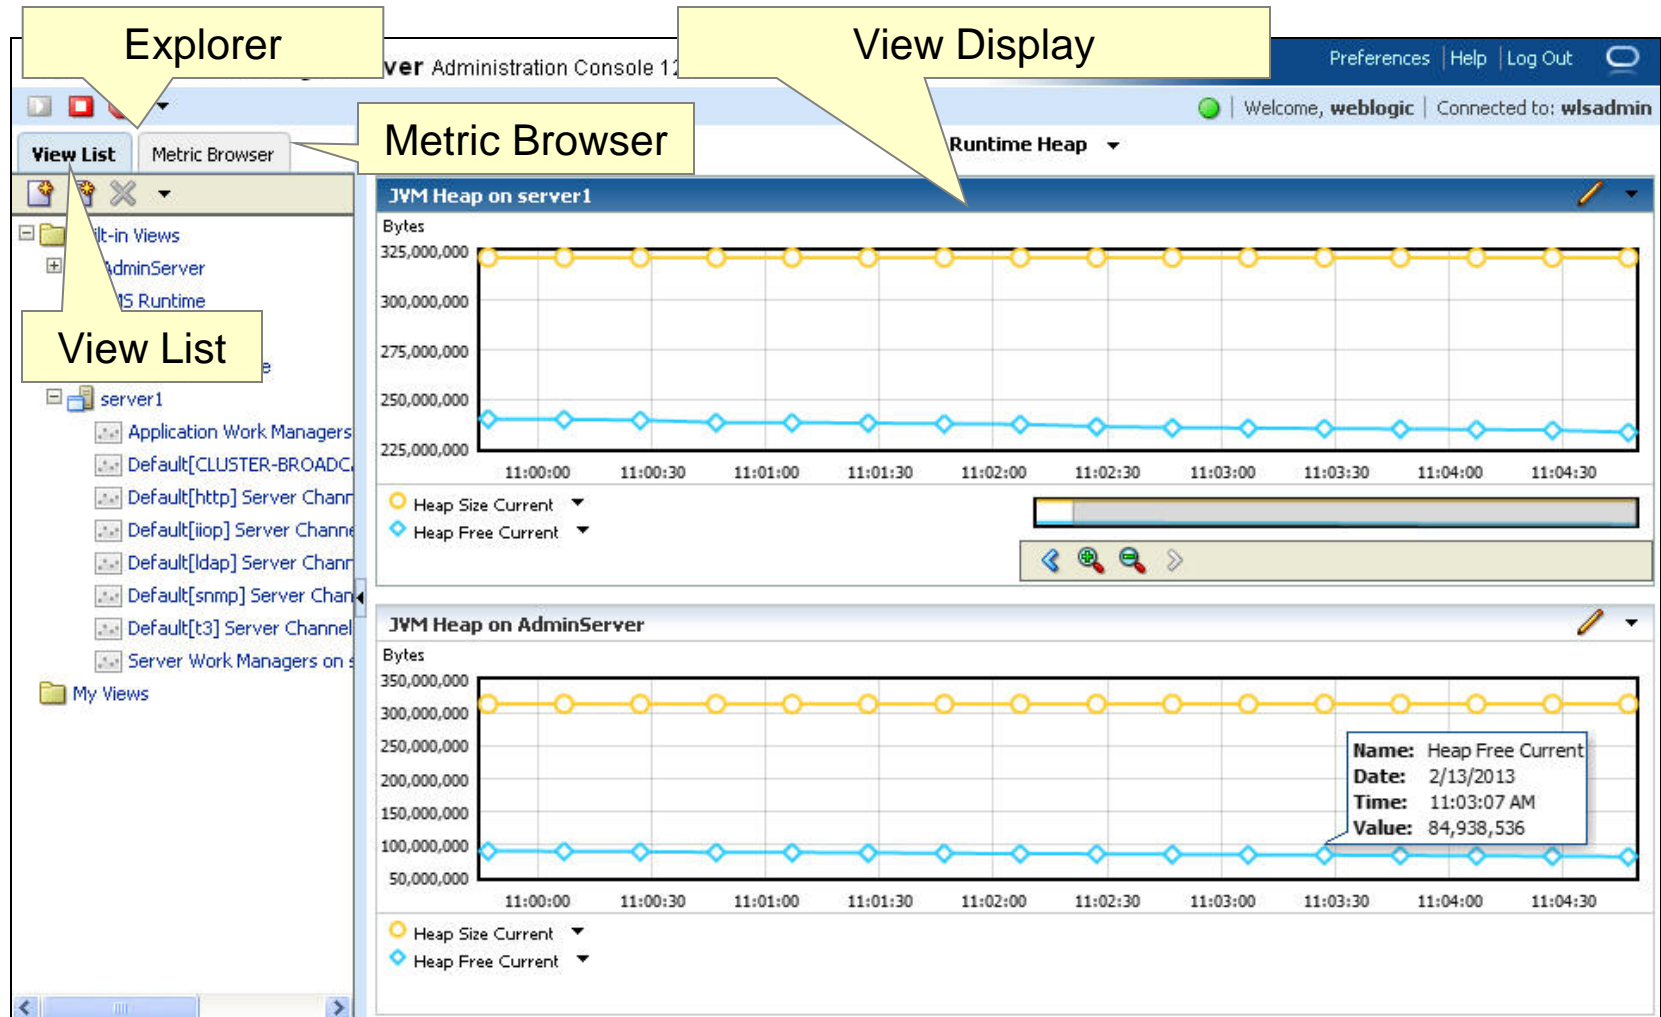 Explorer
View Display
ver Administration Console 12
Preferences | Help | Log Out
Welcome, weblogic | Connected to: wlsadmin
Metric Browser
View List
Metric Browser
Runtime Heap
JVM Heap on server1
Bytes
325,000,000
300,000,000
275,000,000
250,000,000
225,000,000
11:00:00 11:00:30 11:01:00 11:01:30 11:02:00 11:02:30 11:03:00 11:03:30 11:04:00 11:04:30
Heap Size Current
Heap Free Current
ilt-in Views
AdminServer
MS Runtime
View List
e
server1
Application Work Managers
Default[CLUSTER-BROADCA
Default[http] Server Chann
Default[iiop] Server Channe
Default[ldap] Server Chann
Default[snmp] Server Chan
Default[t3] Server Channel
Server Work Managers on s
My Views
JVM Heap on AdminServer
Bytes
350,000,000
300,000,000
250,000,000
200,000,000
150,000,000
100,000,000
50,000,000
Name: Heap Free Current
Date: 2/13/2013
Time: 11:03:07 AM
Value: 84,938,536
11:00:00 11:00:30 11:01:00 11:01:30 11:02:00 11:02:30 11:03:00 11:03:30 11:04:00 11:04:30
Heap Size Current
Heap Free Current